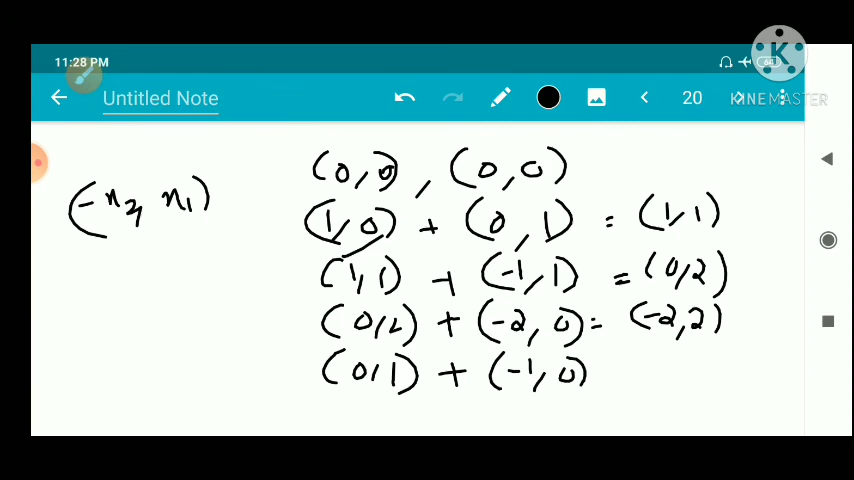 11:28 PM
KINEMASTER
Untitled Note
20
(-x2, x1)
(0,0), (0,0)
(1,0) + (0,1) = (1,1)
(1,1) + (-1,1) = (0,2)
(0,2) + (-2,0) = (-2,2)
(0,1) + (-1,0)